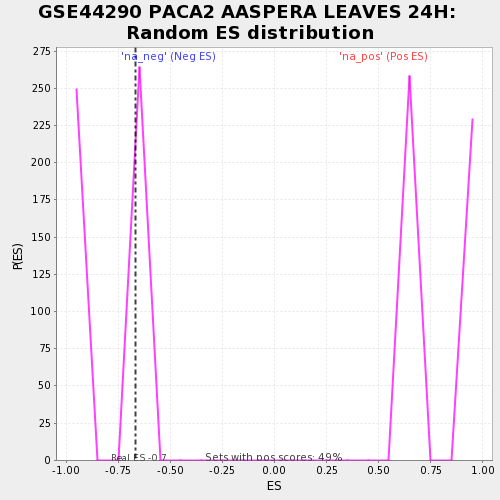 GSE44290 PACA2 AASPERA LEAVES 24H:
Random ES distribution
'na_neg' (Neg ES) 'na_pos' (Pos ES)
275
250
225
200
175
150
125
100
75
50
25
0
P(ES)
Real ES -0.7 Sets with pos scores: 49%
-1.00 -0.75 -0.50 -0.25 0.00 0.25 0.50 0.75 1.00
ES